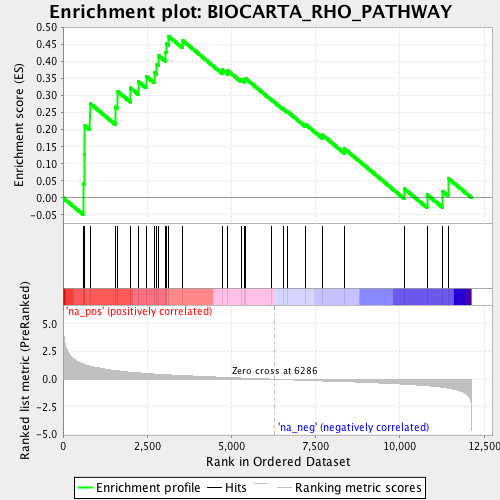 Enrichment plot: BIOCARTA_RHO_PATHWAY
Enrichment score (ES)
0.50
0.45
0.40
0.35
0.30
0.25
0.20
0.15
0.10
0.05
0.00
-0.05
'na_pos' (positively correlated)
Ranked list metric (PreRanked)
5.0
2.5
0.0
-2.5
-5.0
Zero cross at 6286
'na_neg' (negatively correlated)
0
2,500
5,000
7,500
10,000
12,500
Rank in Ordered Dataset
Enrichment profile
Hits
Ranking metric scores